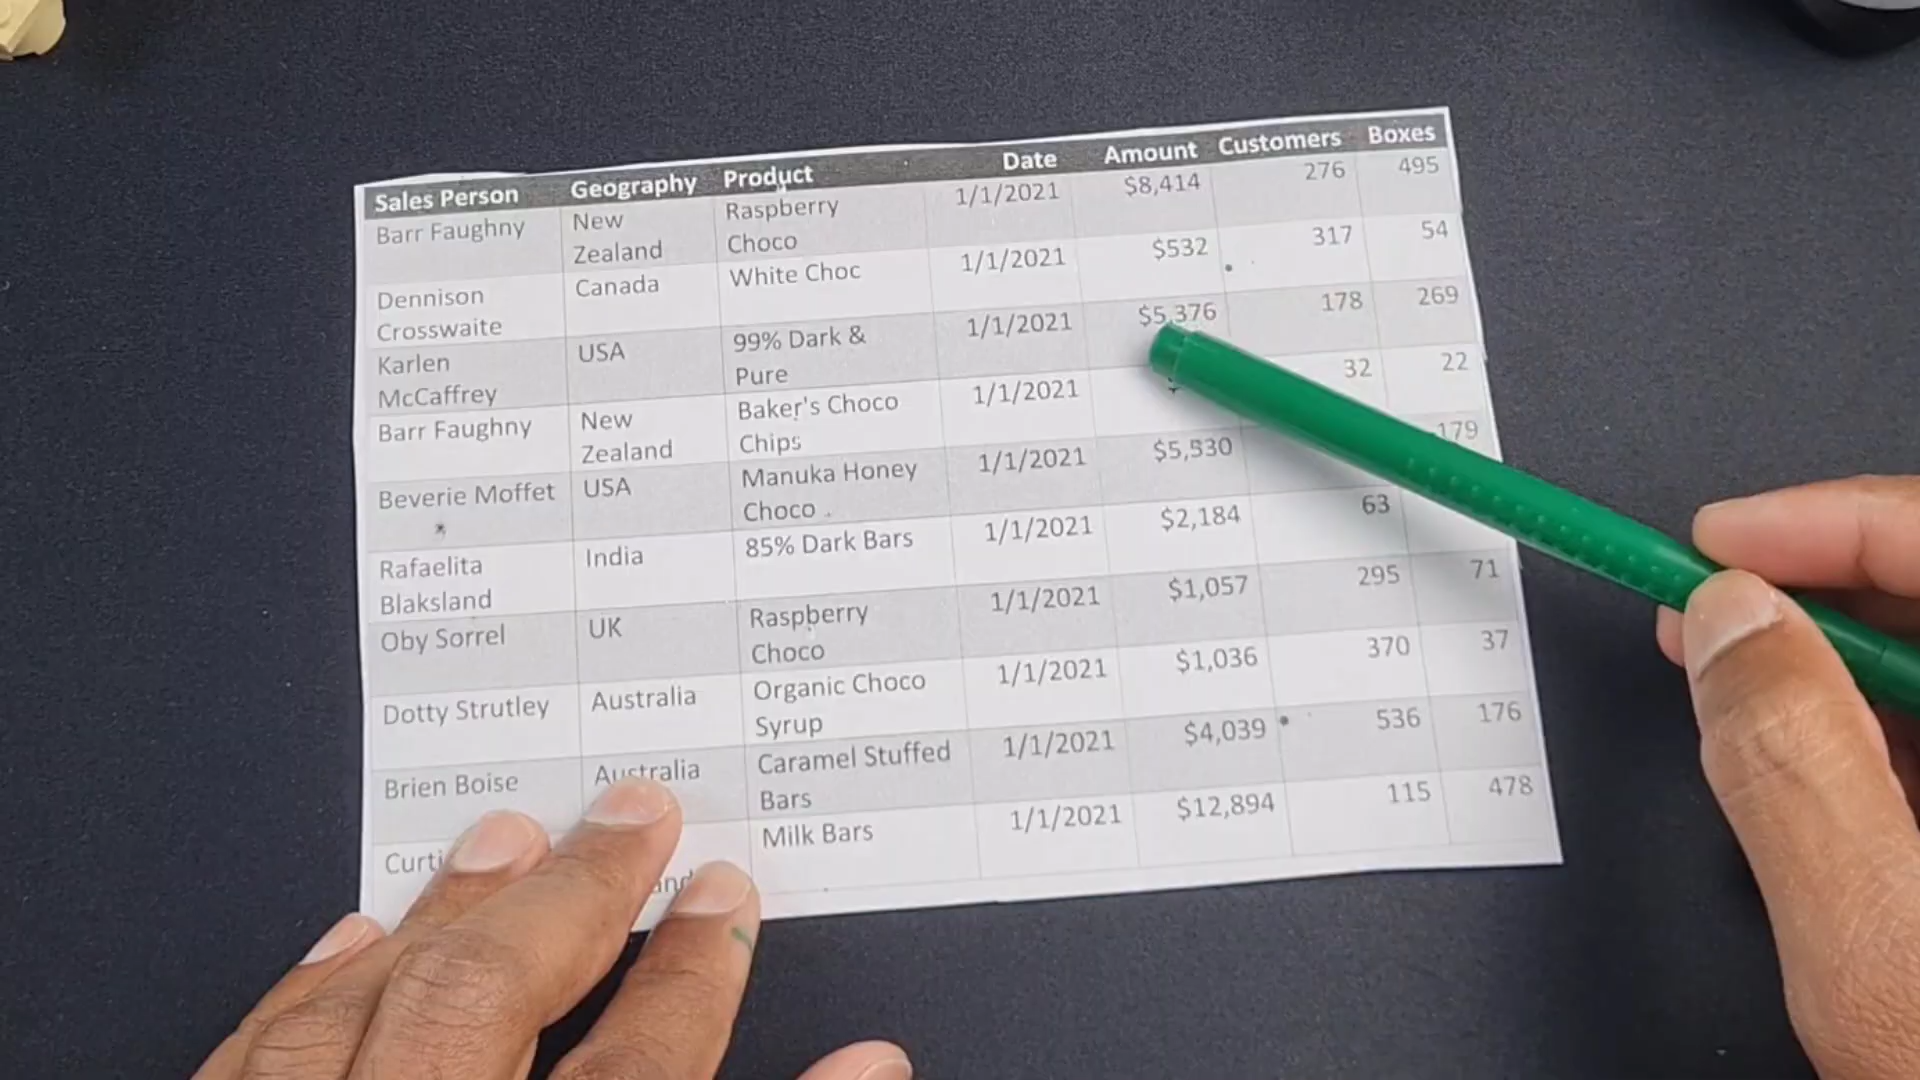 Sales Person Geography Product Date Amount Customers Boxes
Barr Faughny New Zealand Raspberry Choco 1/1/2021 $8,414 276 495
Dennison Crosswaite Canada White Choc 1/1/2021 $532 317 54
Karlen McCaffrey USA 99% Dark & Pure 1/1/2021 $5,376 178 269
Barr Faughny New Zealand Baker's Choco Chips 1/1/2021 32 22
Beverie Moffet USA Manuka Honey Choco 1/1/2021 $5,530 179
Rafaelita Blaksland India 85% Dark Bars 1/1/2021 $2,184 63
Oby Sorrel UK Raspberry Choco 1/1/2021 $1,057 295 71
Dotty Strutley Australia Organic Choco Syrup 1/1/2021 $1,036 370 37
Brien Boise Australia Caramel Stuffed Bars 1/1/2021 $4,039 536 176
Milk Bars 1/1/2021 $12,894 115 478